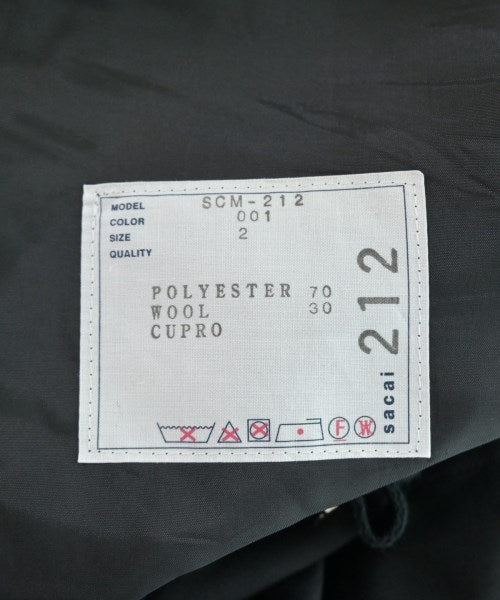 MODEL SCM-212
COLOR 001
SIZE 2
QUALITY
POLYESTER 70
WOOL 30
CUPRO
F W
sacai 212